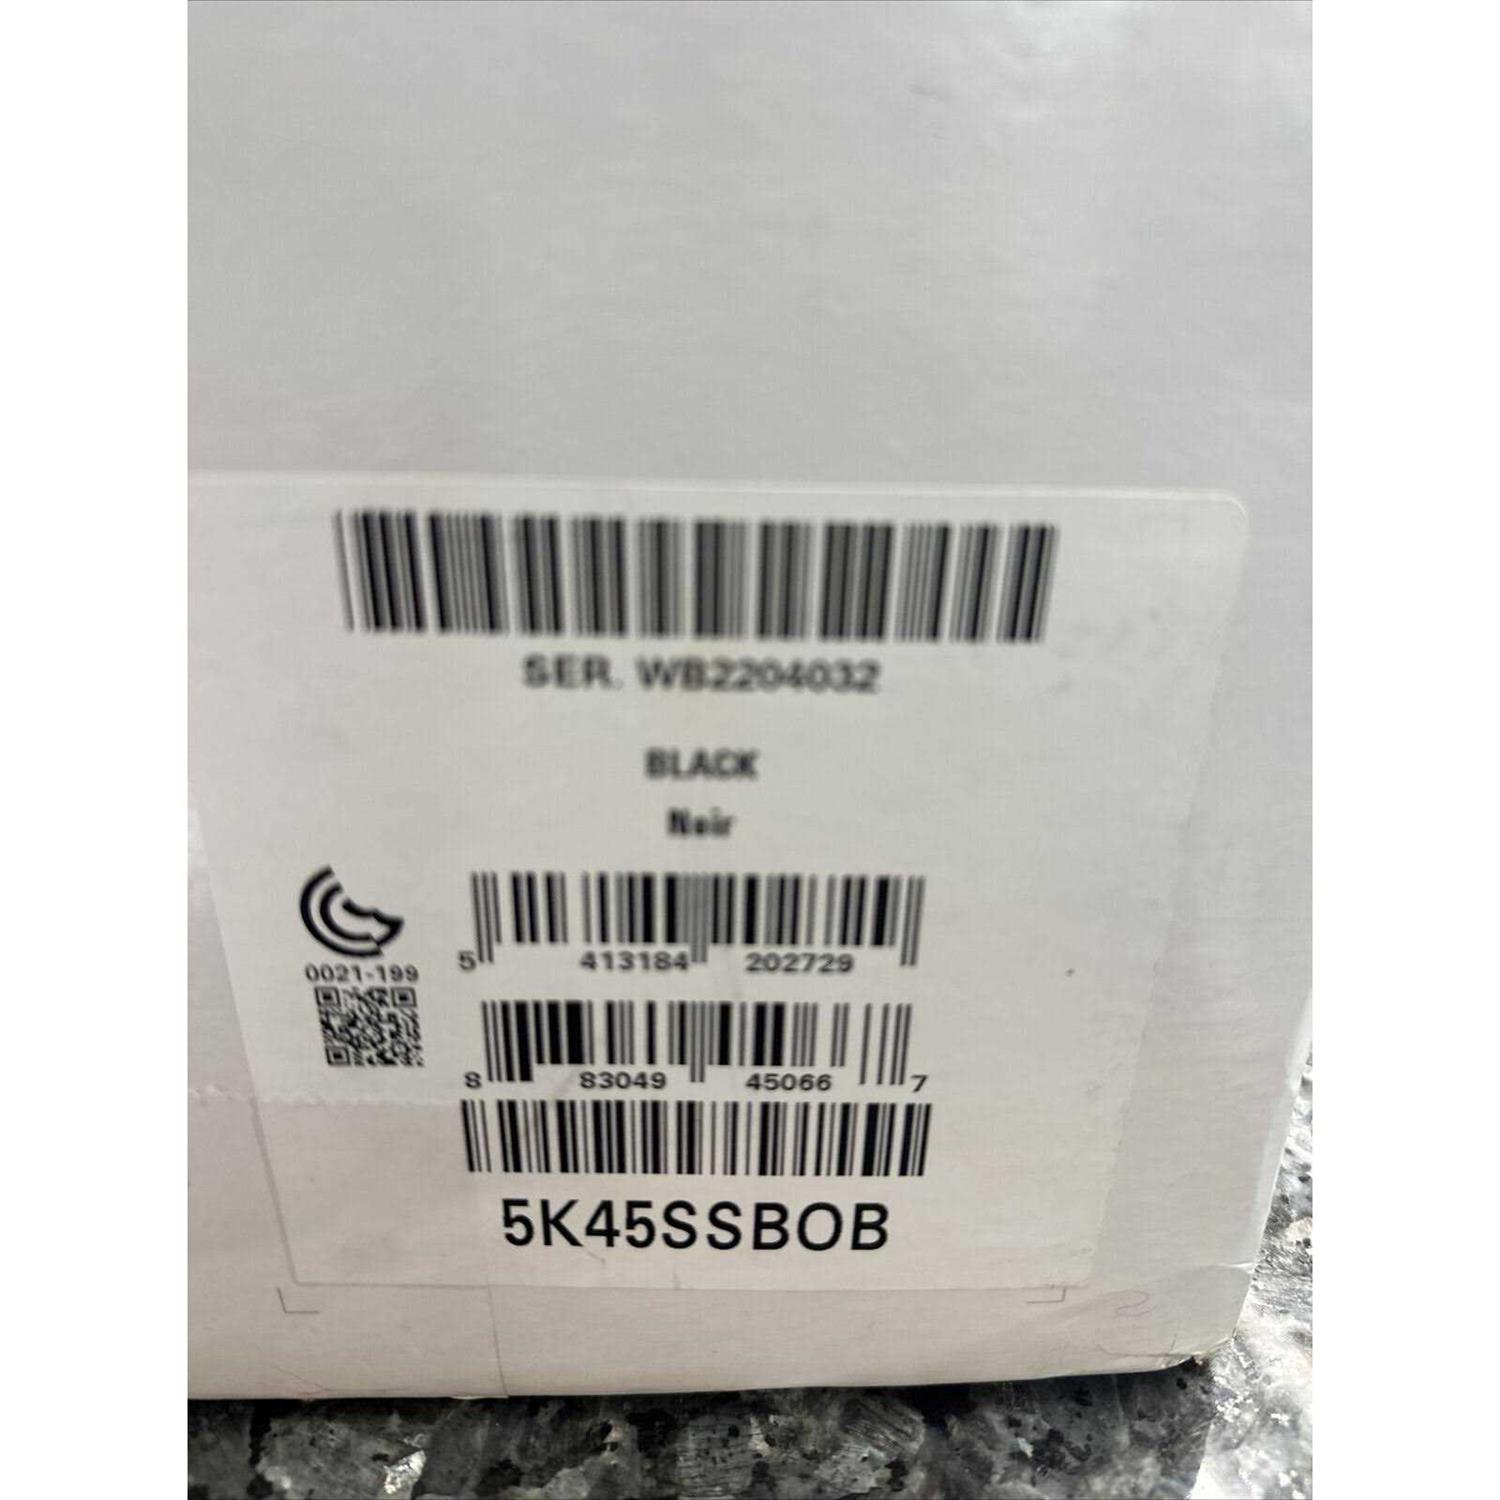 SER. WB2204032
BLACK
Noir
0021-199
5 413184 202729
8 83049 45066 7
5K45SSBOB